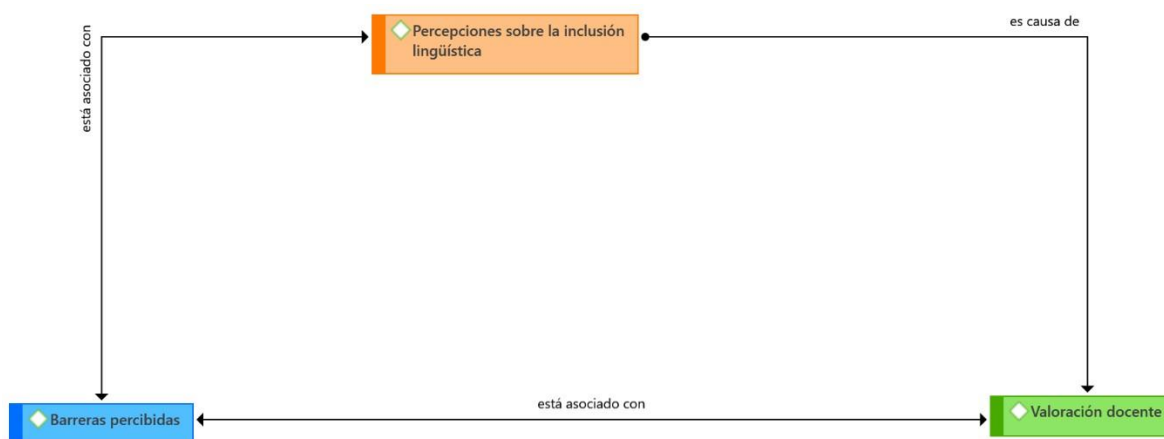 Percepciones sobre la inclusión
lingüística
es causa de
está asociado con
está asociado con
Barreras percibidas
Valoración docente